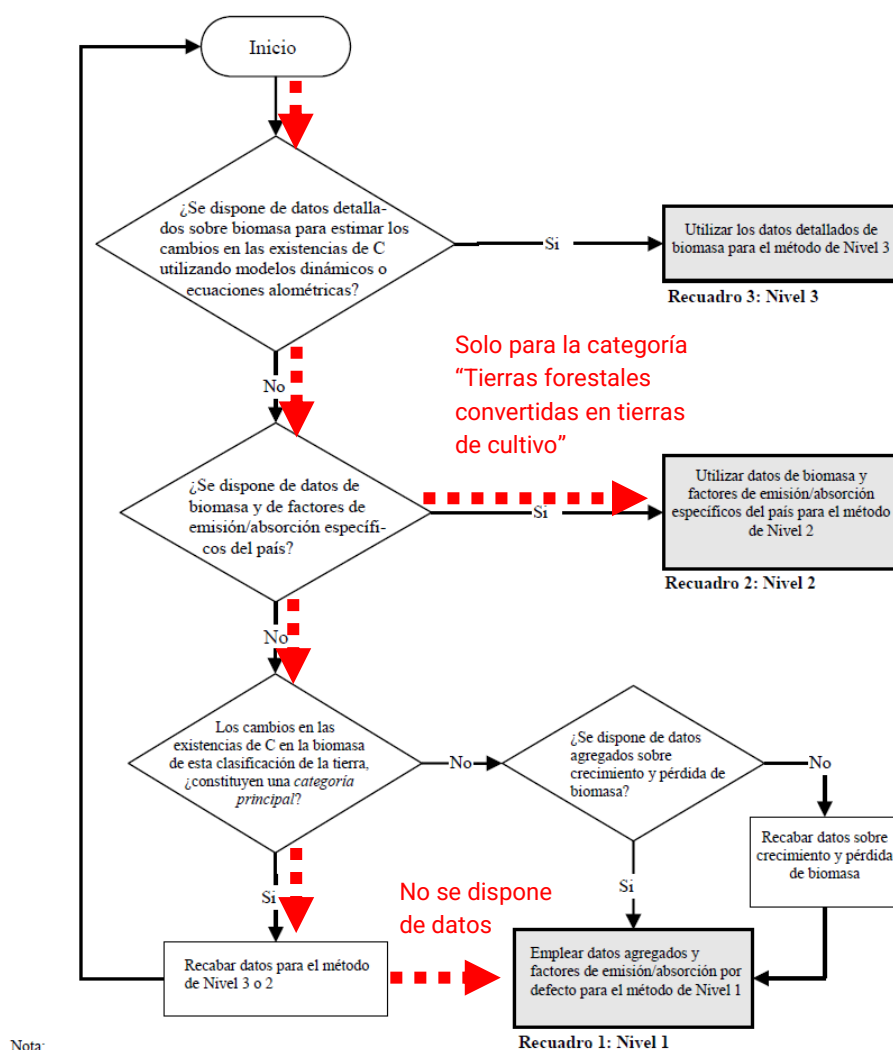 Inicio
¿Se dispone de datos detalla-
dos sobre biomasa para estimar los
cambios en las existencias de C
utilizando modelos dinámicos o
ecuaciones alométricas?
Si
Utilizar los datos detallados de
biomasa para el método de Nivel 3
Recuadro 3: Nivel 3
No
Solo para la categoría
“Tierras forestales
convertidas en tierras
de cultivo”
¿Se dispone de datos de
biomasa y de factores de
emisión/absorción específi-
cos del país?
Si
Utilizar datos de biomasa y
factores de emisión/absorción
específicos del país para el método
de Nivel 2
Recuadro 2: Nivel 2
No
Los cambios en las
existencias de C en la biomasa
de esta clasificación de la tierra,
¿constituyen una categoría
principal?
No
¿Se dispone de datos
agregados sobre
crecimiento y pérdida de
biomasa?
No
Recabar datos sobre
crecimiento y pérdida
de biomasa
Si
Si
No se dispone
de datos
Recabar datos para el método
de Nivel 3 o 2
Emplear datos agregados y
factores de emisión/absorción por
defecto para el método de Nivel 1
Recuadro 1: Nivel 1
Nota: